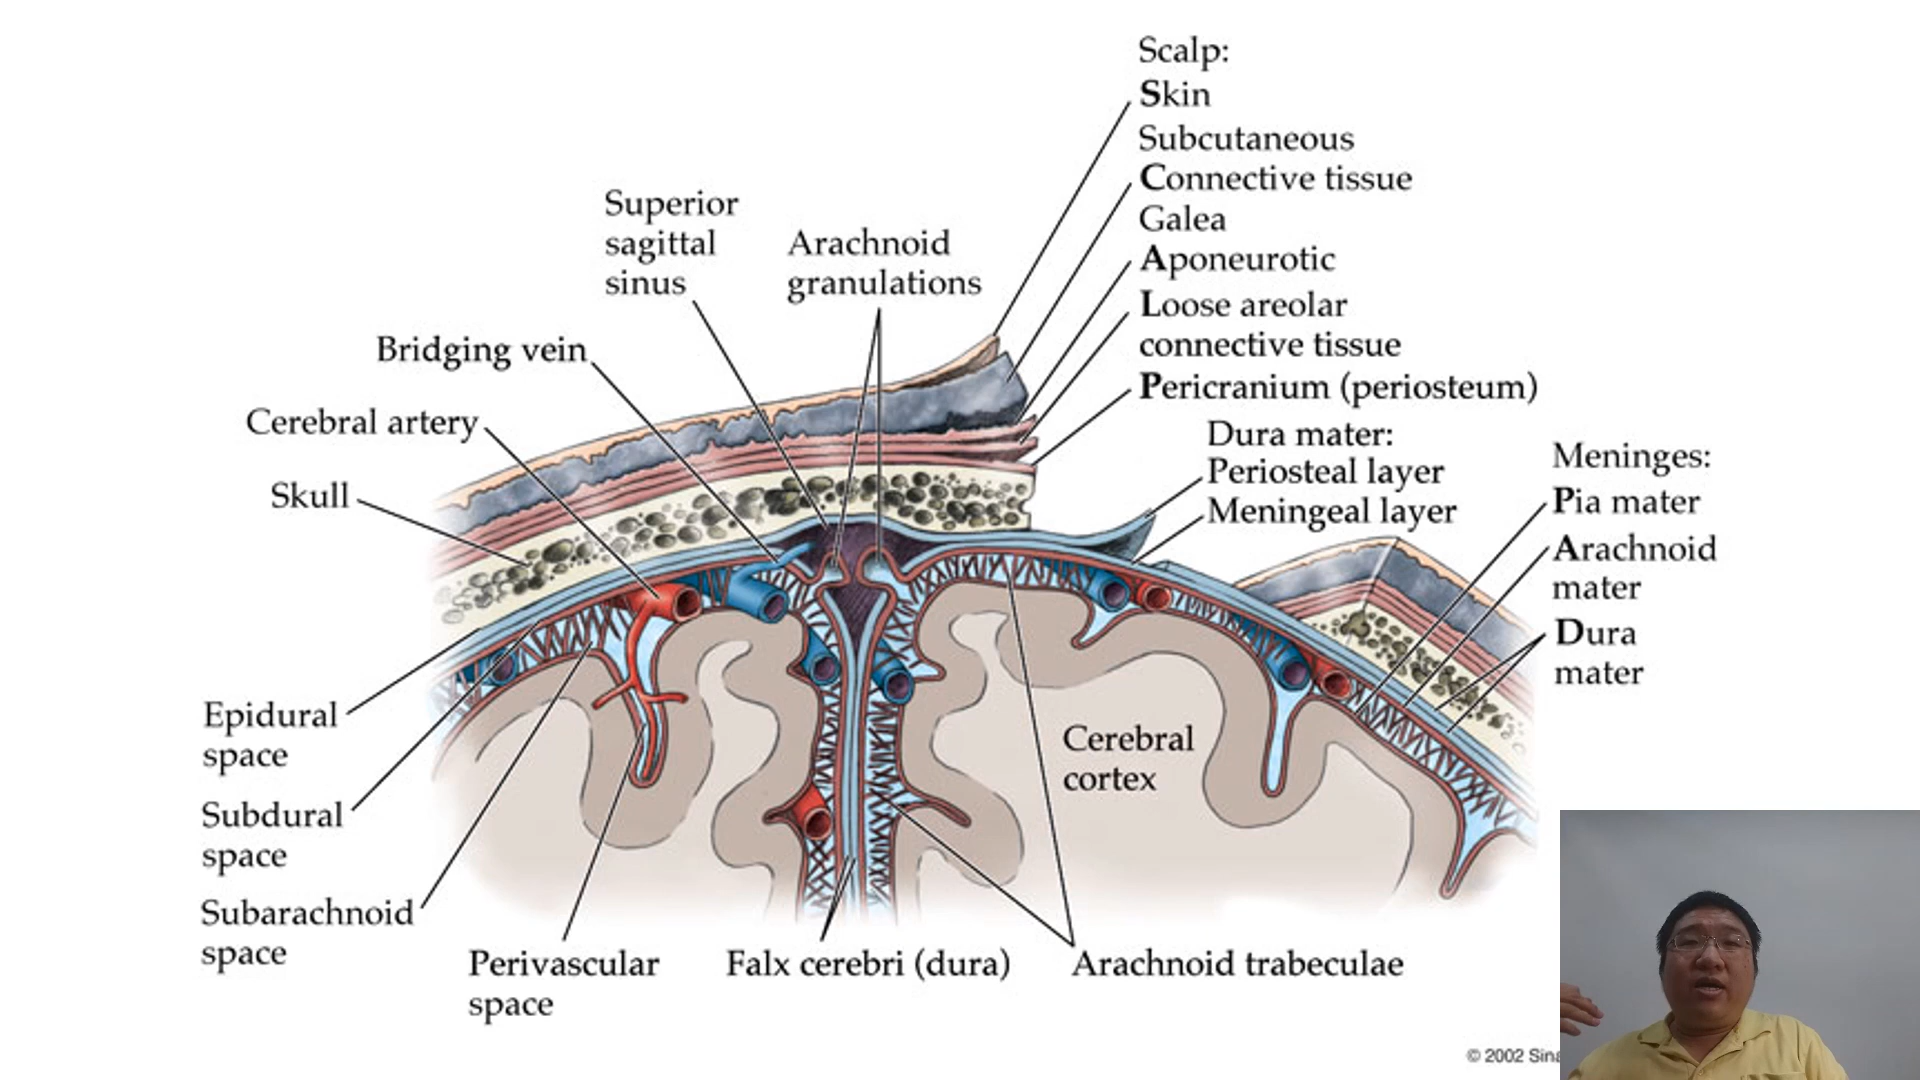 Scalp:
Skin
Subcutaneous
Connective tissue
Galea
Aponeurotic
Loose areolar
connective tissue
Pericranium (periosteum)
Superior
sagittal
sinus
Arachnoid
granulations
Bridging vein
Cerebral artery
Skull
Dura mater:
Periosteal layer
Meningeal layer
Meninges:
Pia mater
Arachnoid
mater
Dura
mater
Epidural
space
Subdural
space
Subarachnoid
space
Cerebral
cortex
Perivascular
space
Falx cerebri (dura)
Arachnoid trabeculae
© 2002